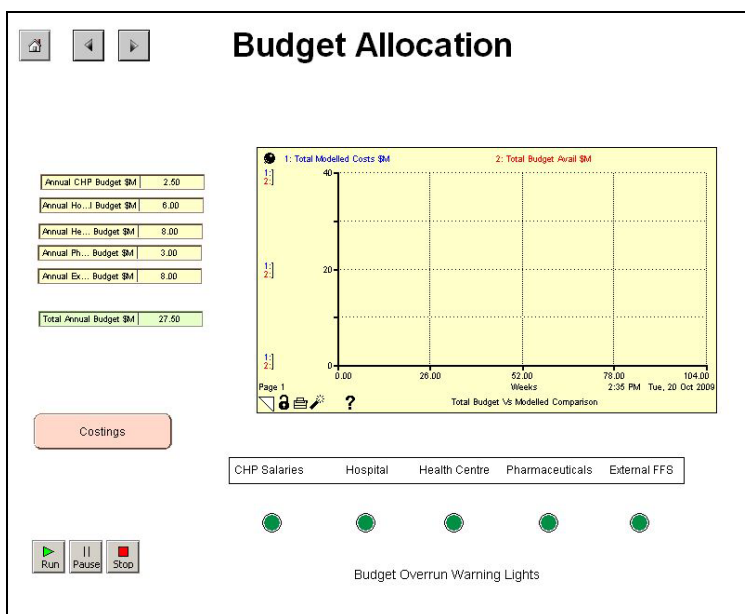 Budget Allocation
Annual CHP Budget $M 2.50
Annual Ho...l Budget $M 6.00
Annual He... Budget $M 8.00
Annual Ph... Budget $M 3.00
Annual Ex... Budget $M 8.00
Total Annual Budget $M 27.50
1: Total Modelled Costs $M 2: Total Budget Avail $M
1:
2:
40
1:
2:
20
1:
2:
0
0.00 26.00 52.00 78.00 104.00
Page 1 Weeks 2:35 PM Tue, 20 Oct 2009
? Total Budget Vs Modelled Comparison
Costings
CHP Salaries Hospital Health Centre Pharmaceuticals External FFS
Run Pause Stop
Budget Overrun Warning Lights